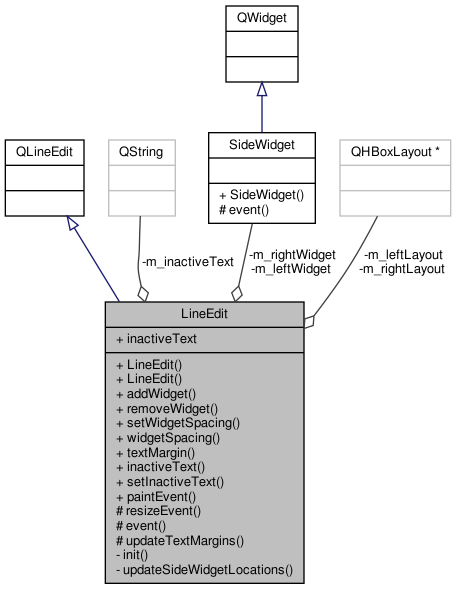 QWidget
QLineEdit
QString
SideWidget
+ SideWidget()
# event()
QHBoxLayout *
-m_inactiveText
-m_rightWidget
-m_leftWidget
-m_leftLayout
-m_rightLayout
LineEdit
+ inactiveText
+ LineEdit()
+ LineEdit()
+ addWidget()
+ removeWidget()
+ setWidgetSpacing()
+ widgetSpacing()
+ textMargin()
+ inactiveText()
+ setInactiveText()
+ paintEvent()
# resizeEvent()
# event()
# updateTextMargins()
- init()
- updateSideWidgetLocations()